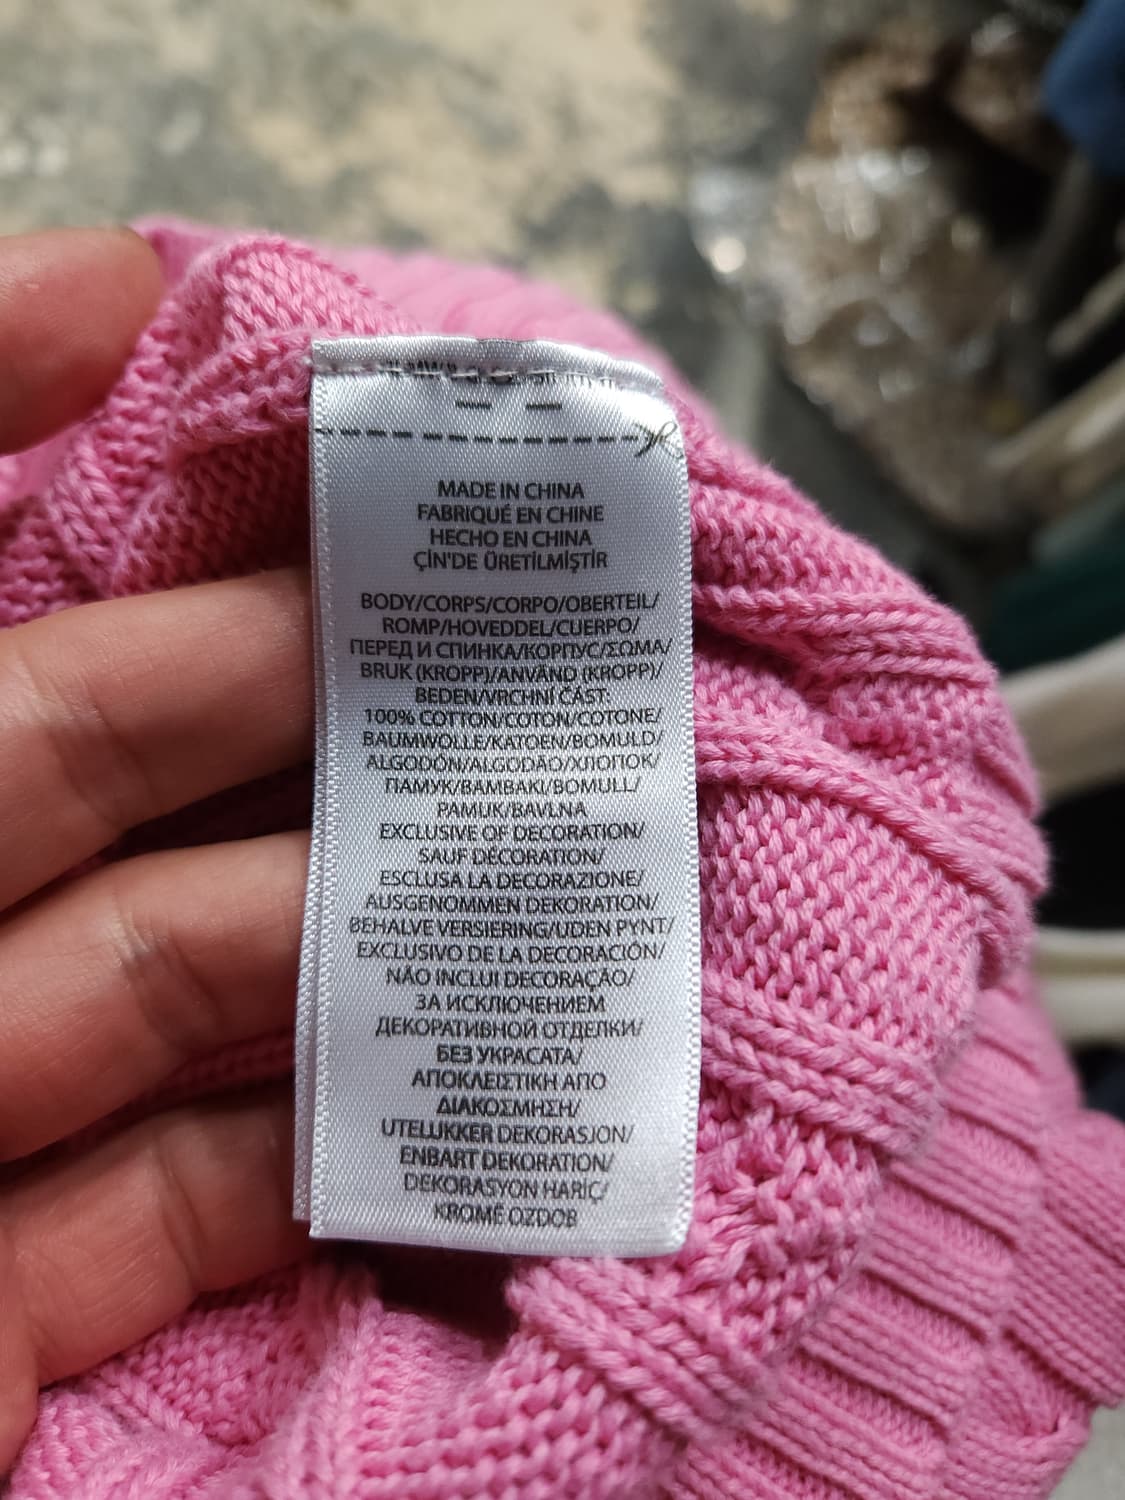 MADE IN CHINA
FABRIQUÉ EN CHINE
HECHO EN CHINA
ÇİN'DE ÜRETİLMİŞTİR
BODY/CORPS/CORPO/OBERTEIL/
ROMP/HOVEDDEL/CUERPO/
ПЕРЕД И СПИНКА/КОРПУС/ΣΩΜΑ/
BRUK (KROPP)/ANVÄND (KROPP)/
BEDEN/VRCHNÍ ČÁST:
100% COTTON/COTON/COTONE/
BAUMWOLLE/KATOEN/BOMULD/
ALGODÓN/ALGODÃO/ХЛОПОК/
ПАМУК/ΒΑΜΒΑΚΙ/BOMULL/
PAMUK/BAVLNA
EXCLUSIVE OF DECORATION/
SAUF DÉCORATION/
ESCLUSA LA DECORAZIONE/
AUSGENOMMEN DEKORATION/
BEHALVE VERSIERING/UDEN PYNT/
EXCLUSIVO DE LA DECORACIÓN/
NÃO INCLUI DECORAÇÃO/
ЗА ИСКЛЮЧЕНИЕМ
ДЕКОРАТИВНОЙ ОТДЕЛКИ/
БЕЗ УКРАСАТА/
ΑΠΟΚΛΕΙΣΤΙΚΗ ΑΠΟ
ΔΙΑΚΟΣΜΗΣΗ/
UTELUKKER DEKORASJON/
ENBART DEKORATION/
DEKORASYON HARİÇ/
KROMĚ OZDOB